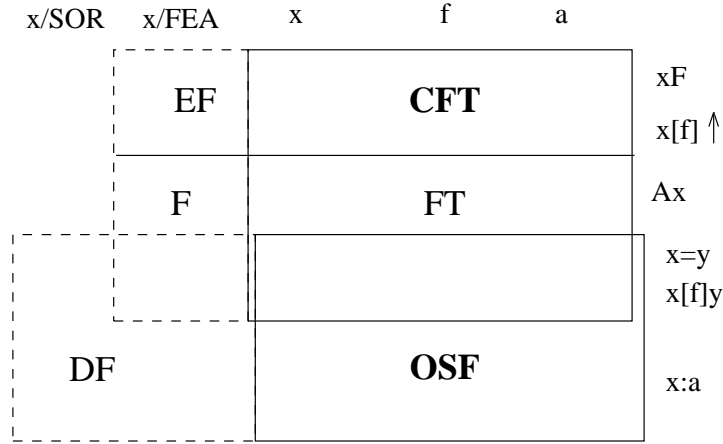 x/SOR x/FEA x f a
EF CFT xF
x[f] ↑
F FT Ax
x=y
x[f]y
DF OSF x:a